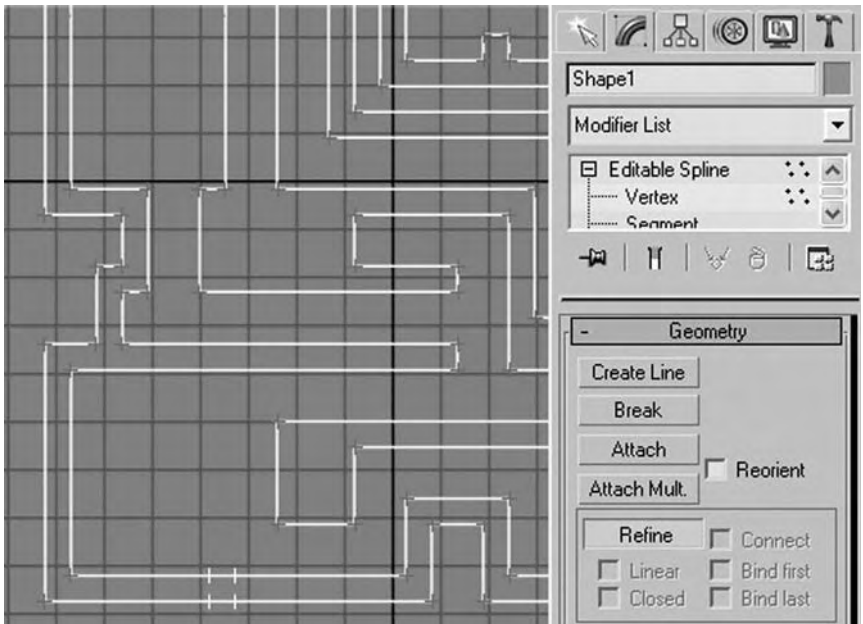 Shape1
Modifier List
Editable Spline
Vertex
Segment
- Geometry
Create Line
Break
Attach
Reorient
Attach Mult.
Refine Connect
Linear Bind first
Closed Bind last